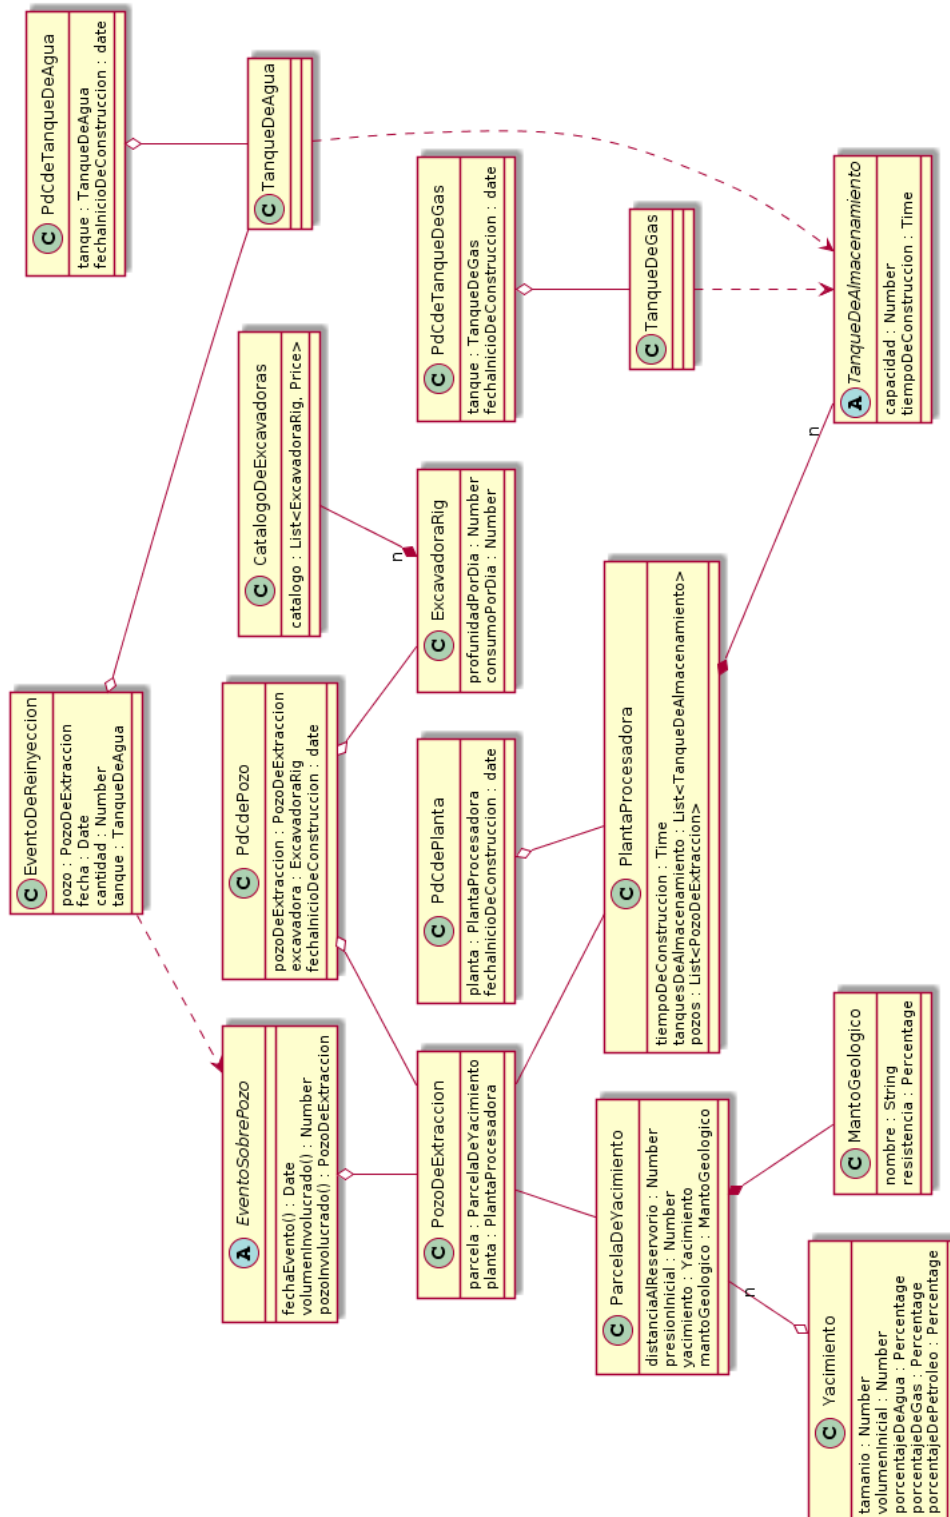 C PdCdeTanqueDeAgua
tanque : TanqueDeAgua
fechaInicioDeConstruccion : date
C TanqueDeAgua
C EventoDeReinyeccion
pozo : PozoDeExtraccion
fecha : Date
cantidad : Number
tanque : TanqueDeAgua
C CatalogoDeExcavadoras
catalogo : List<ExcavadoraRig, Price>
C PdCdePozo
pozoDeExtraccion : PozoDeExtraccion
excavadora : ExcavadoraRig
fechaInicioDeConstruccion : date
A EventoSobrePozo
fechaEvento() : Date
volumenInvolucrado() : Number
pozoInvolucrado() : PozoDeExtraccion
C PdCdeTanqueDeGas
tanque : TanqueDeGas
fechaInicioDeConstruccion : date
n
C ExcavadoraRig
profunidadPorDia : Number
consumoPorDia : Number
C PdCdePlanta
planta : PlantaProcesadora
fechaInicioDeConstruccion : date
C PozoDeExtraccion
parcela : ParcelaDeYacimiento
planta : PlantaProcesadora
C TanqueDeGas
C PlantaProcesadora
tiempoDeConstruccion : Time
tanquesDeAlmacenamiento : List<TanqueDeAlmacenamiento>
pozos : List<PozoDeExtraccion>
C ParcelaDeYacimiento
distanciaAlReservorio : Number
presionInicial : Number
yacimiento : Yacimiento
mantoGeologico : MantoGeologico
n
A TanqueDeAlmacenamiento
capacidad : Number
tiempoDeConstruccion : Time
C MantoGeologico
nombre : String
resistencia : Percentage
n
C Yacimiento
tamanio : Number
volumenInicial : Number
porcentajeDeAgua : Percentage
porcentajeDeGas : Percentage
porcentajeDePetroleo : Percentage